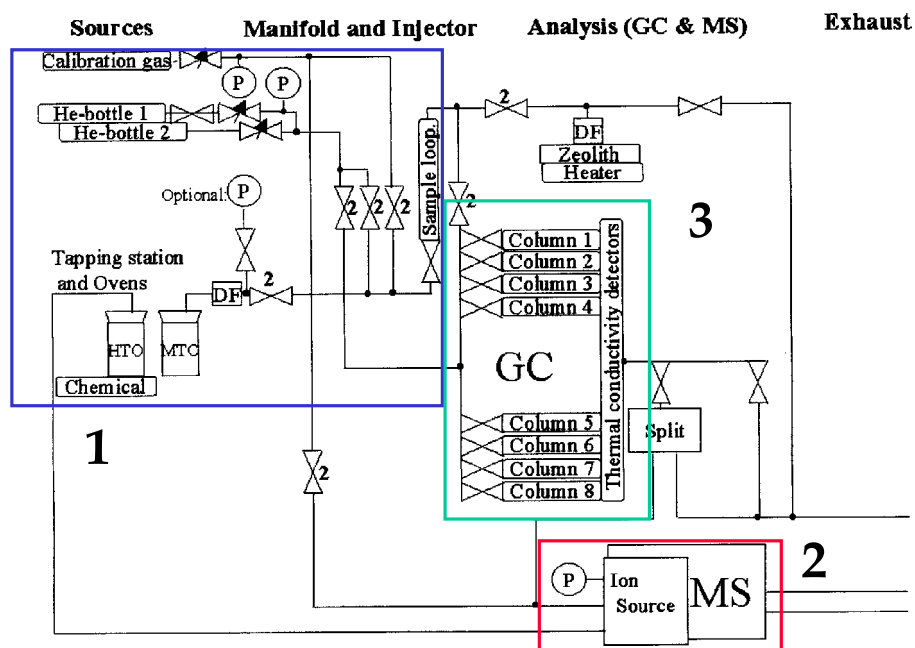 Sources
Manifold and Injector
Analysis (GC & MS)
Exhaust
Calibration gas
P
P
He-bottle 1
He-bottle 2
2
DF
Zeolith
Heater
Sample loop.
Optional:
P
2
2
2
2
3
Column 1
Column 2
Column 3
Column 4
Thermal conductivity detectors
Tapping station
and Ovens
DF
2
HTO
MTC
Chemical
GC
1
Column 5
Column 6
Column 7
Column 8
Split
2
2
P
Ion
Source
MS